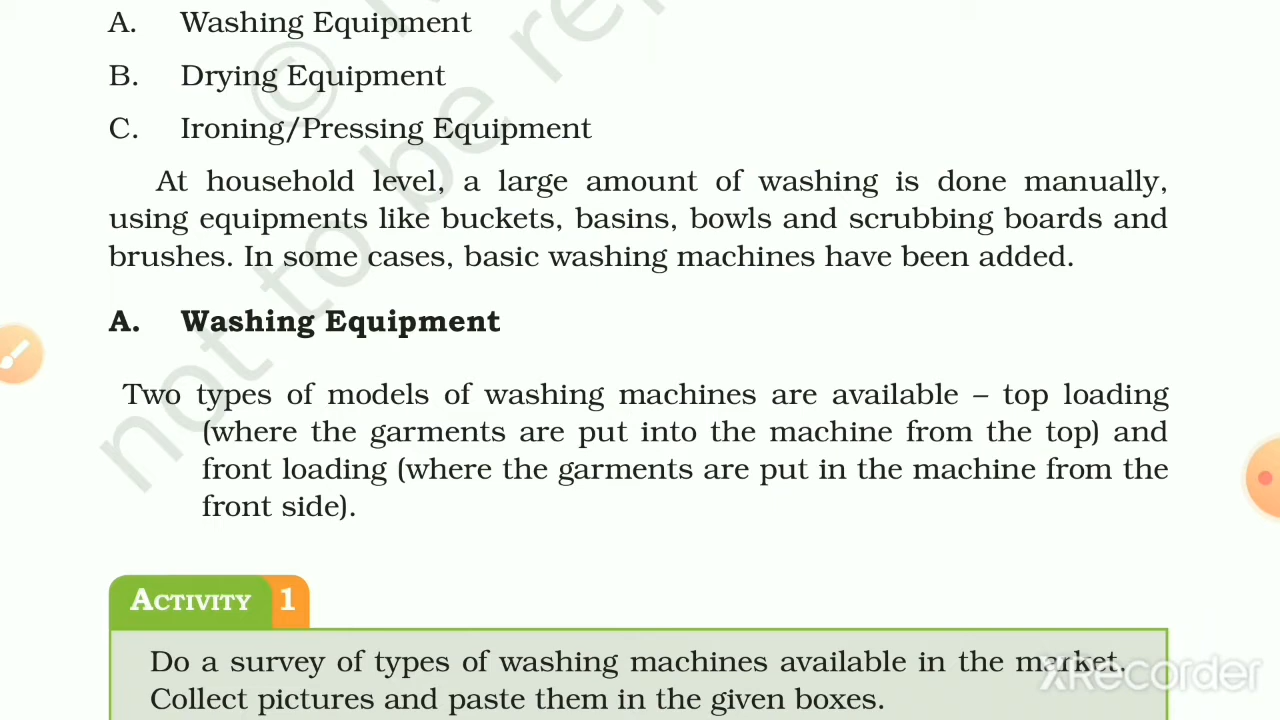 A. Washing Equipment
B. Drying Equipment
C. Ironing/Pressing Equipment
At household level, a large amount of washing is done manually,
using equipments like buckets, basins, bowls and scrubbing boards and
brushes. In some cases, basic washing machines have been added.
A. Washing Equipment
Two types of models of washing machines are available – top loading
(where the garments are put into the machine from the top) and
front loading (where the garments are put in the machine from the
front side).
ACTIVITY 1
Do a survey of types of washing machines available in the market.
Collect pictures and paste them in the given boxes.
XRecorder
©
not to be re